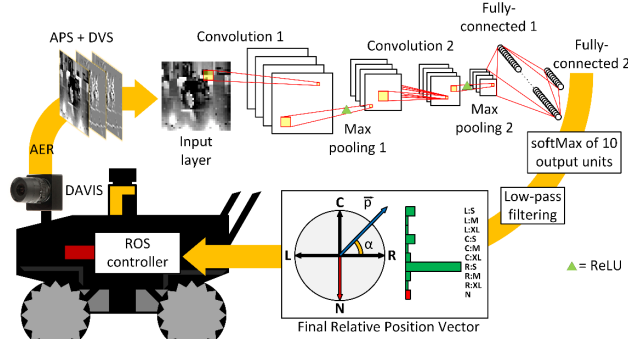 APS + DVS
Convolution 1
Convolution 2
Fully-
connected 1
Fully-
connected 2
Input
layer
Max
pooling 1
Max
pooling 2
AER
DAVIS
softMax of 10
output units
Low-pass
filtering
ROS
controller
C
p
α
L
R
N
L:S
L:M
L:XL
C:S
C:M
C:XL
R:S
R:M
R:XL
N
= ReLU
Final Relative Position Vector